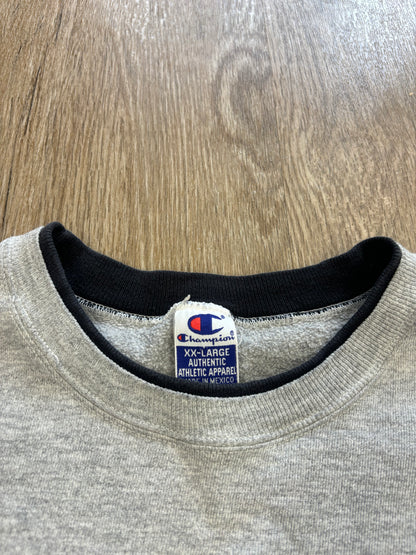 Champion
XX-LARGE
AUTHENTIC
ATHLETIC APPAREL
MADE IN MEXICO